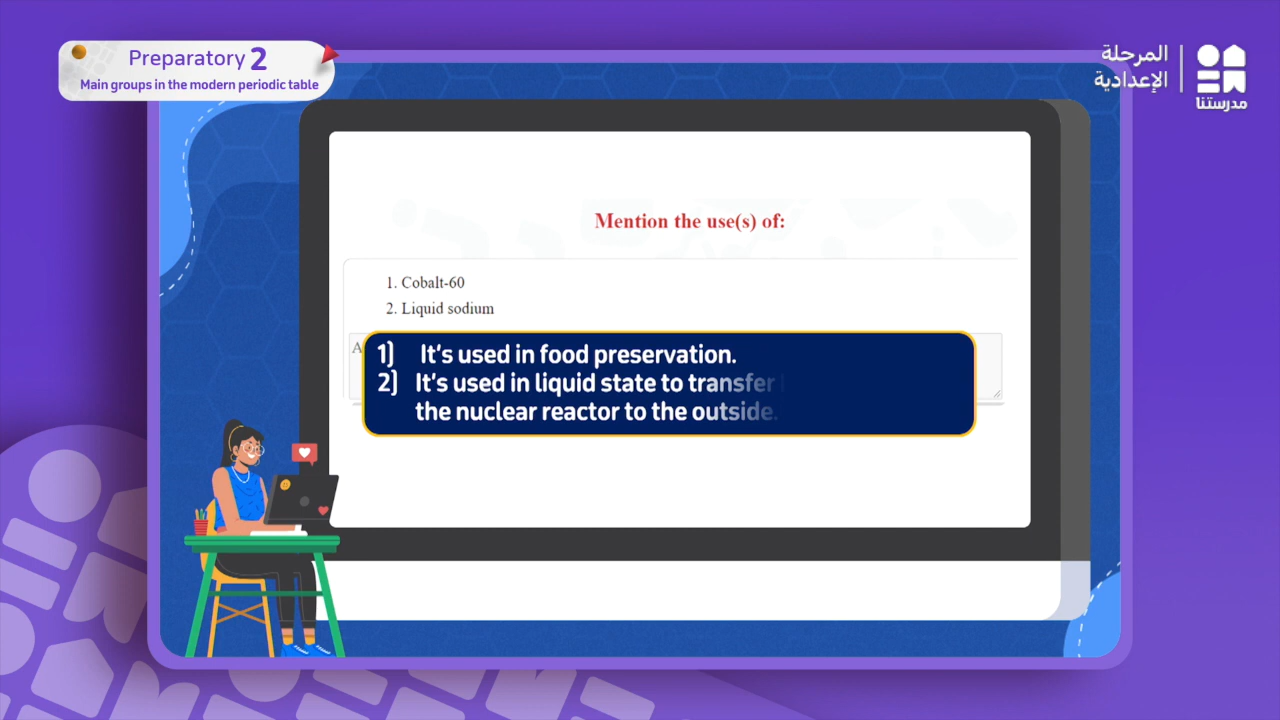 Preparatory 2
Main groups in the modern periodic table
المرحلة
الإعدادية
مدرستنا
Mention the use(s) of:
1. Cobalt-60
2. Liquid sodium
A
1) It's used in food preservation.
2) It's used in liquid state to transfer
the nuclear reactor to the outside.